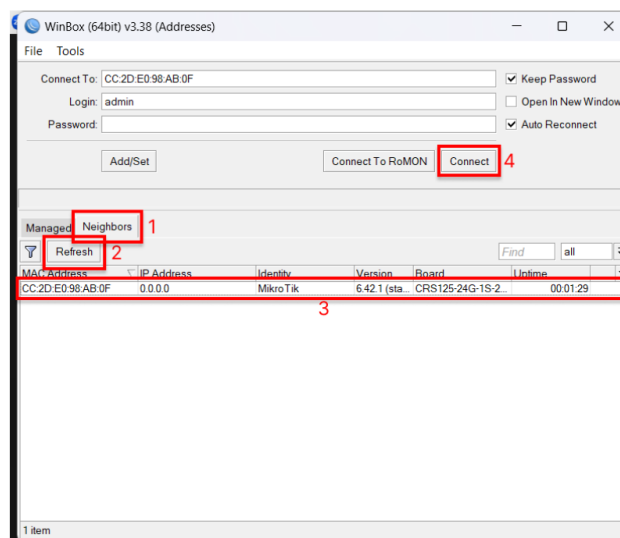 WinBox (64bit) v3.38 (Addresses)
File Tools
Connect To: CC:2D:E0:98:AB:0F
Keep Password
Login: admin
Open In New Window
Password:
Auto Reconnect
Add/Set
Connect To RoMON
Connect
4
Managed
Neighbors
1
Refresh
2
Find
all
MAC Address IP Address Identity Version Board Uptime
CC:2D:E0:98:AB:0F 0.0.0.0 MikroTik 6.42.1 (sta... CRS125-24G-1S-2... 00:01:29
3
1 item